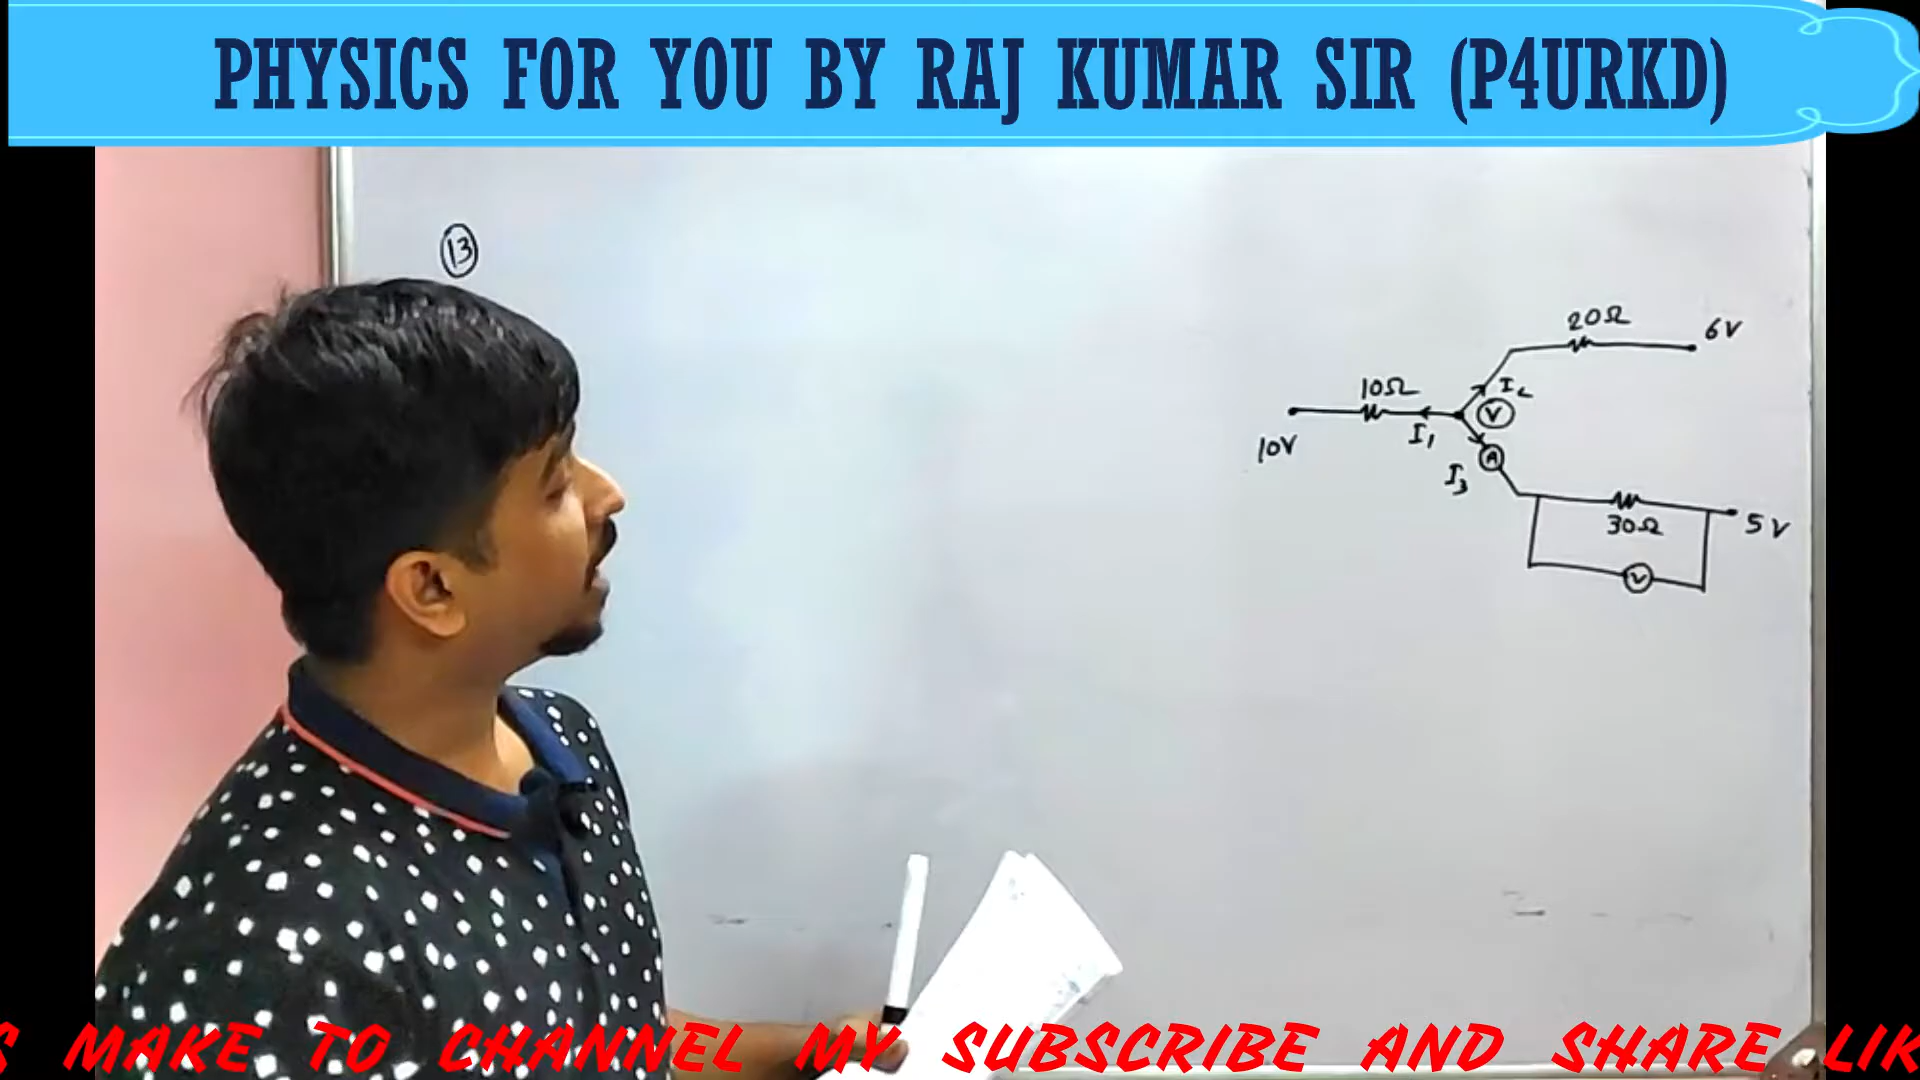 PHYSICS FOR YOU BY RAJ KUMAR SIR (P4URKD)
13
20Ω
6V
10Ω
I₂
V
10V
I₁
A
I₃
30Ω
5V
V
S MAKE TO CHANNEL MY SUBSCRIBE AND SHARE LIK